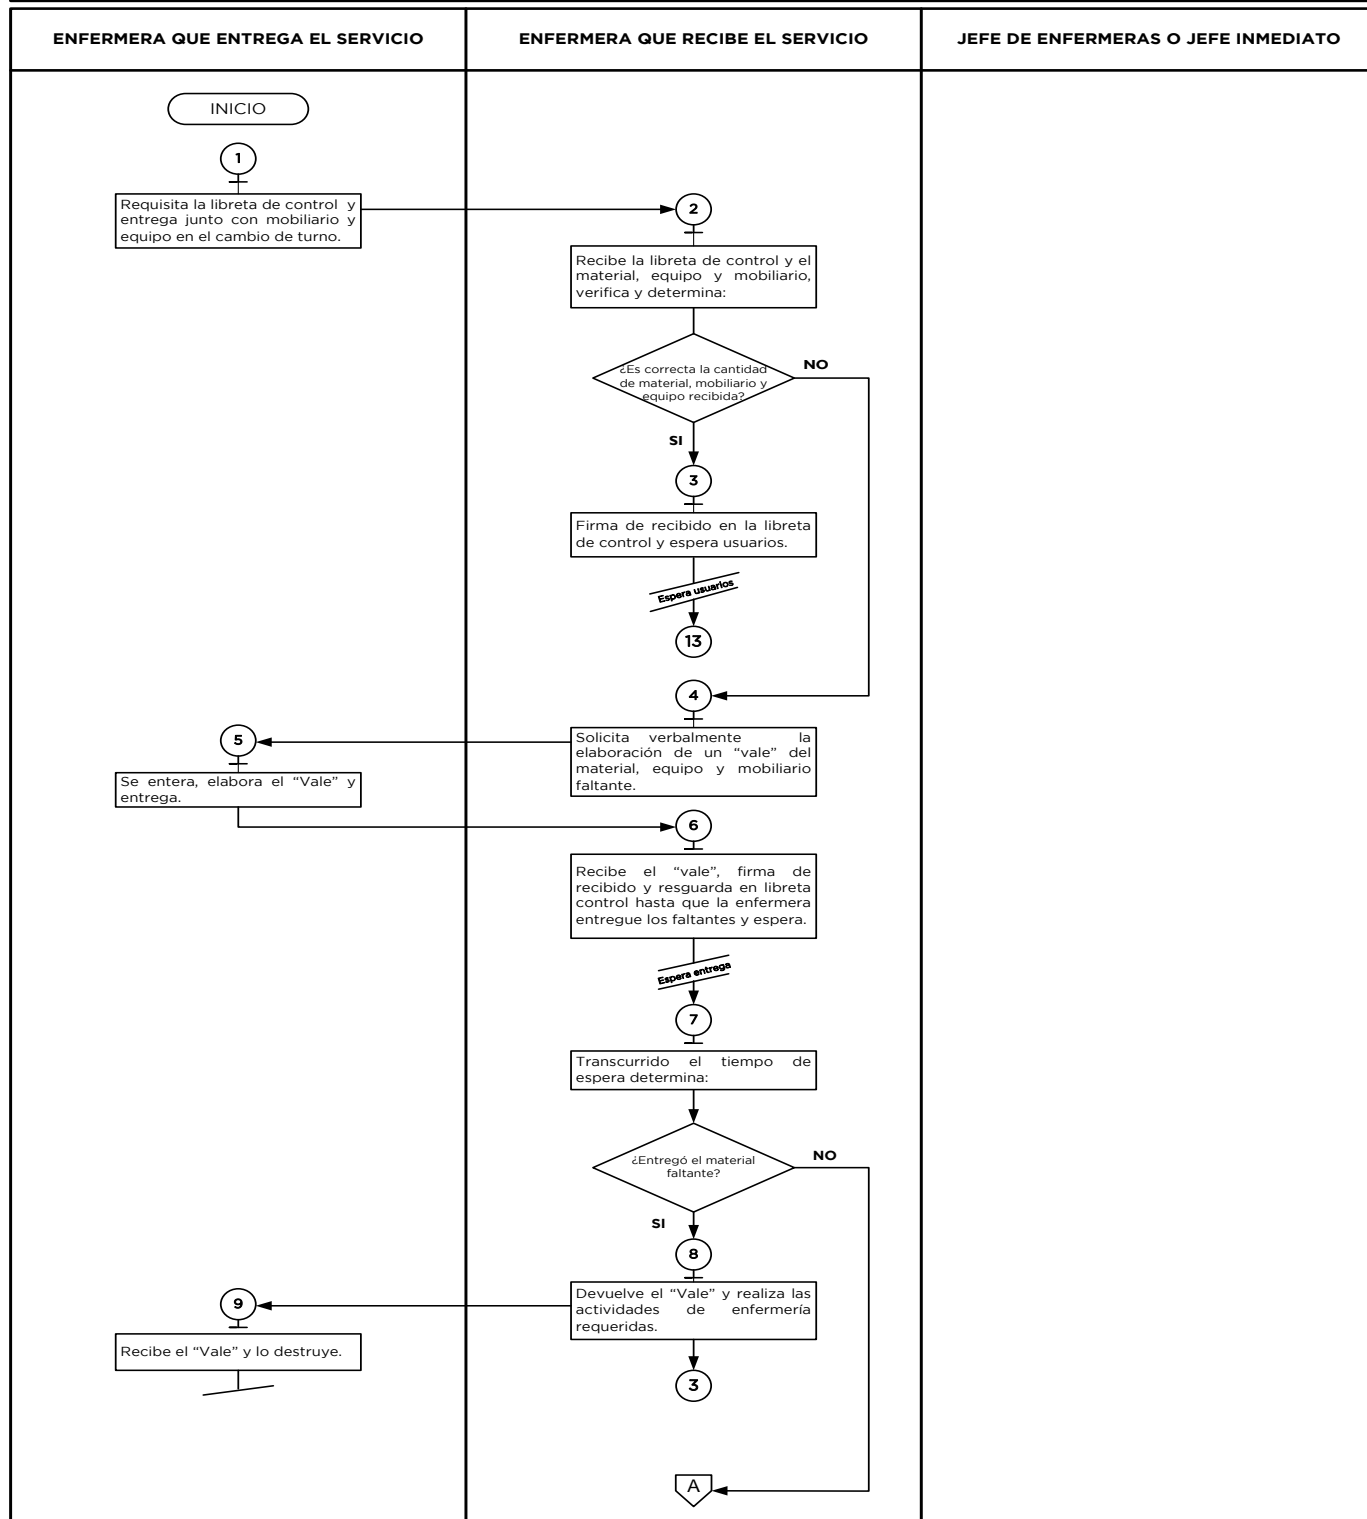 ENFERMERA QUE ENTREGA EL SERVICIO
ENFERMERA QUE RECIBE EL SERVICIO
JEFE DE ENFERMERAS O JEFE INMEDIATO
INICIO
1
Requisita la libreta de control y
entrega junto con mobiliario y
equipo en el cambio de turno.
2
Recibe la libreta de control y el
material, equipo y mobiliario,
verifica y determina:
¿Es correcta la cantidad
de material, mobiliario y
equipo recibida?
NO
SI
3
Firma de recibido en la libreta
de control y espera usuarios.
Espera usuarios
13
4
Solicita verbalmente la
elaboración de un “vale” del
material, equipo y mobiliario
faltante.
5
Se entera, elabora el “Vale” y
entrega.
6
Recibe el “vale”, firma de
recibido y resguarda en libreta
control hasta que la enfermera
entregue los faltantes y espera.
Espera entrega
7
Transcurrido el tiempo de
espera determina:
¿Entregó el material
faltante?
NO
SI
8
Devuelve el “Vale” y realiza las
actividades de enfermería
requeridas.
9
Recibe el “Vale” y lo destruye.
3
A